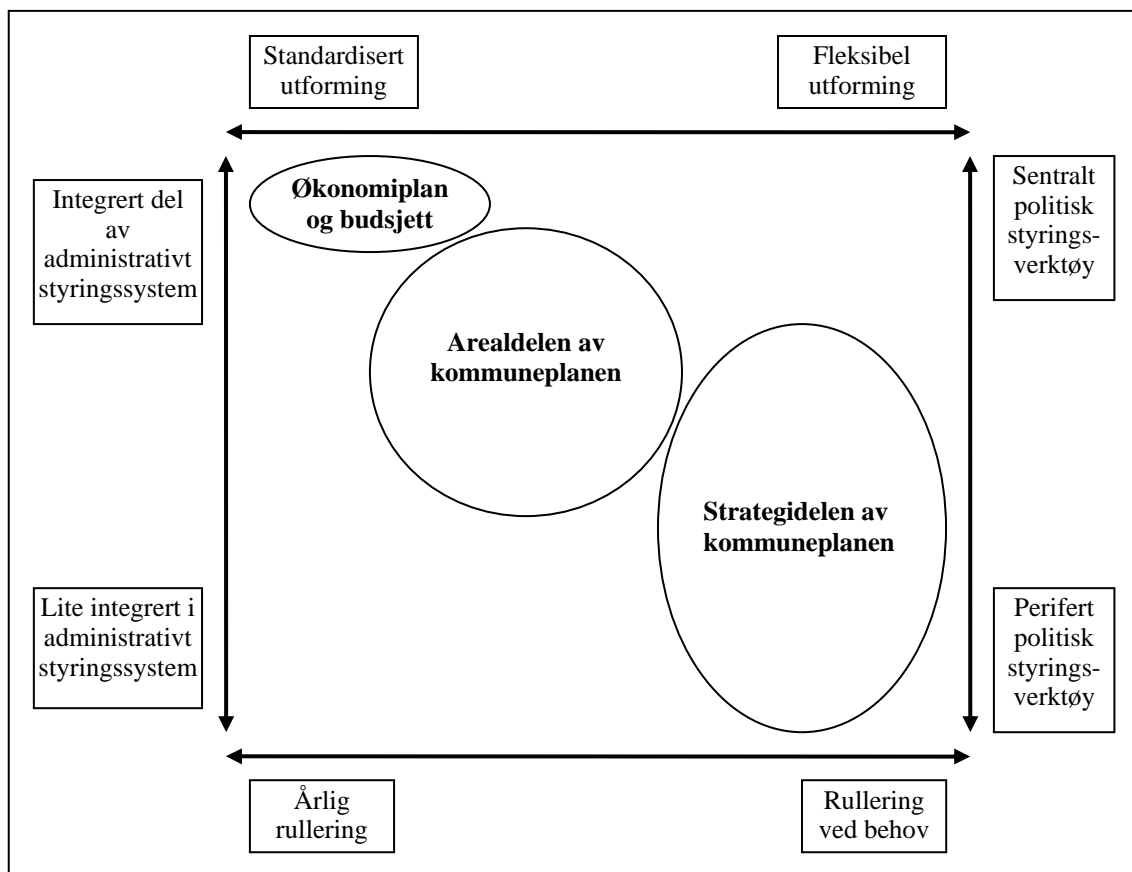 Standardisert
utforming
Fleksibel
utforming
Integrert del
av
administrativt
styringssystem
Økonomiplan
og budsjett
Sentralt
politisk
styrings-
verktøy
Arealdelen av
kommuneplanen
Strategidelen av
kommuneplanen
Lite integrert i
administrativt
styringssystem
Perifert
politisk
styrings-
verktøy
Årlig
rullering
Rullering
ved behov